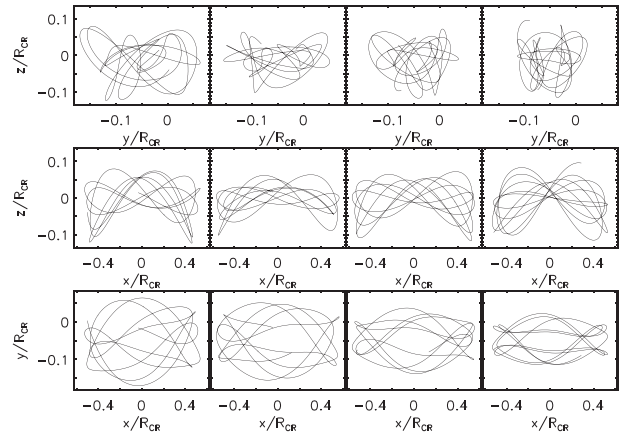 0.1
0
-0.1
z/R_CR
-0.1 0 -0.1 0 -0.1 0 -0.1 0
y/R_CR y/R_CR y/R_CR y/R_CR
0.1
0
-0.1
z/R_CR
-0.4 0 0.4 -0.4 0 0.4 -0.4 0 0.4 -0.4 0 0.4
x/R_CR x/R_CR x/R_CR x/R_CR
0
-0.1
y/R_CR
-0.4 0 0.4 -0.4 0 0.4 -0.4 0 0.4 -0.4 0 0.4
x/R_CR x/R_CR x/R_CR x/R_CR